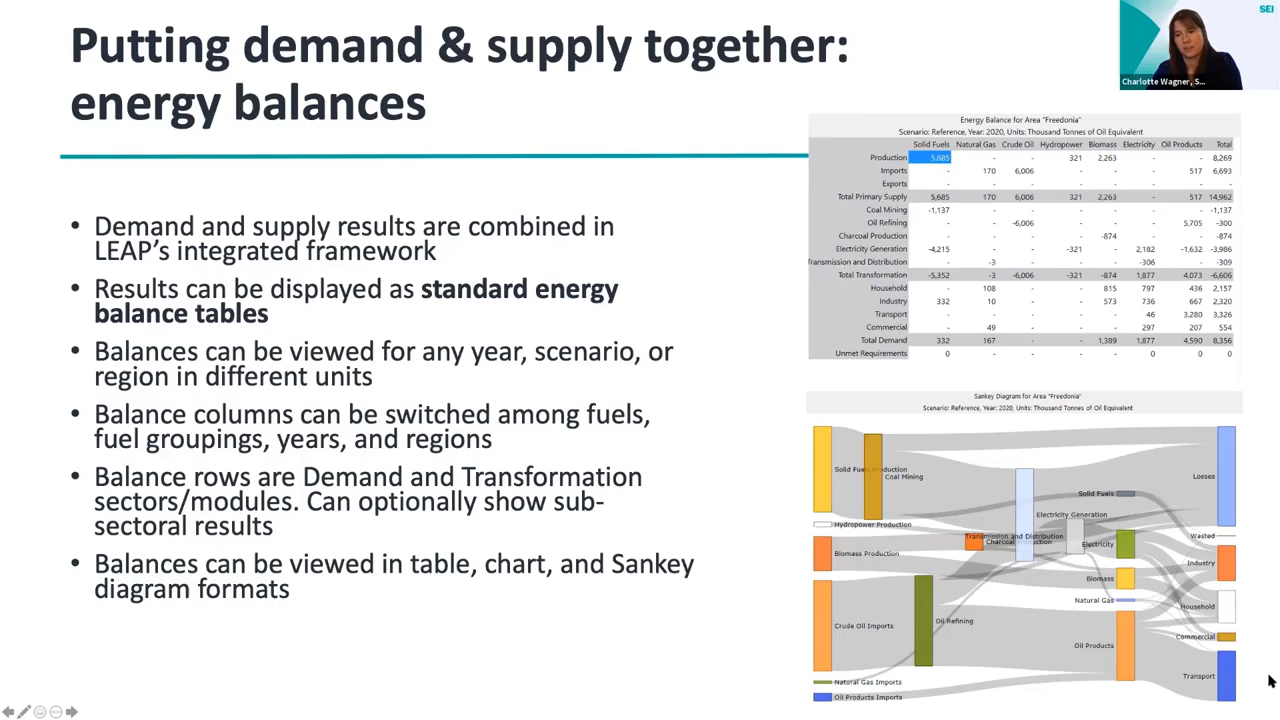 Putting demand & supply together:
energy balances
SEI
Charlotte Wagner, S...
• Demand and supply results are combined in
LEAP's integrated framework
• Results can be displayed as standard energy
balance tables
• Balances can be viewed for any year, scenario, or
region in different units
• Balance columns can be switched among fuels,
fuel groupings, years, and regions
• Balance rows are Demand and Transformation
sectors/modules. Can optionally show sub-
sectoral results
• Balances can be viewed in table, chart, and Sankey
diagram formats
Energy Balance for Area "Freedonia"
Scenario: Reference, Year: 2020, Units: Thousand Tonnes of Oil Equivalent
Solid Fuels Natural Gas Crude Oil Hydropower Biomass Electricity Oil Products Total
Production 5,685 - - 321 2,263 - - 8,269
Imports - 170 6,006 - - - 517 6,693
Exports - - - - - - - -
Total Primary Supply 5,685 170 6,006 321 2,263 - 517 14,962
Coal Mining -1,137 - - - - - - -1,137
Oil Refining - - -6,006 - - - 5,705 -300
Charcoal Production - - - - -874 - - -874
Electricity Generation -4,215 - - -321 - 2,182 -1,632 -3,986
Transmission and Distribution - -3 - - - -306 - -309
Total Transformation -5,352 -3 -6,006 -321 -874 1,877 4,073 -6,606
Household - 108 - - 815 797 436 2,157
Industry 332 10 - - 573 736 667 2,320
Transport - - - - - 46 3,280 3,326
Commercial - 49 - - - 297 207 554
Total Demand 332 167 - - 1,389 1,877 4,590 8,356
Unmet Requirements 0 - - - - 0 0 0
Sankey Diagram for Area "Freedonia"
Scenario: Reference, Year: 2020, Units: Thousand Tonnes of Oil Equivalent
Solid Fuels Production
Coal Mining
Losses
Solid Fuels
Electricity Generation
Hydropower Production
Transmission and Distribution
Wasted
Charcoal Production
Electricity
Biomass Production
Industry
Biomass
Natural Gas
Household
Oil Refining
Crude Oil Imports
Commercial
Oil Products
Transport
Natural Gas Imports
Oil Products Imports